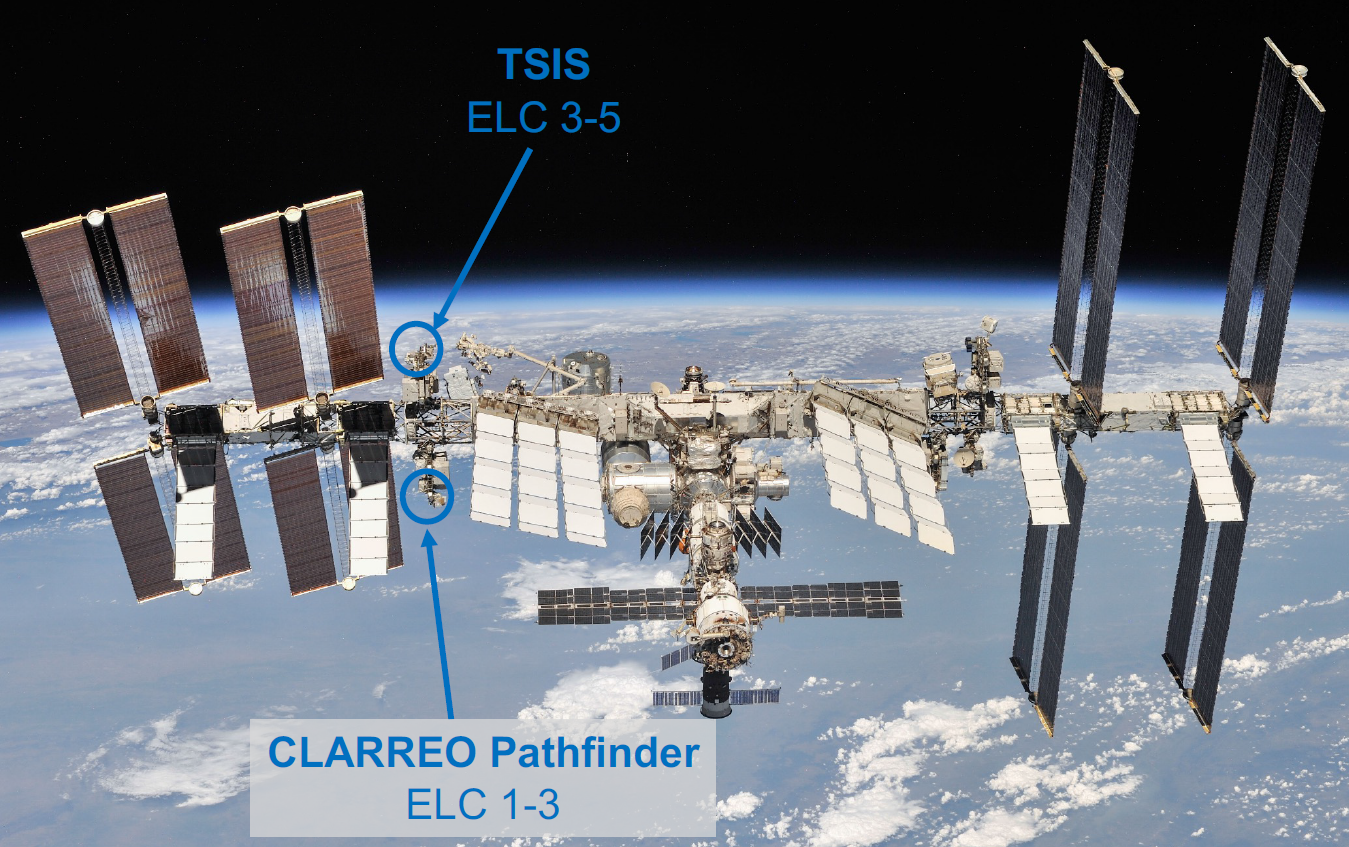 TSIS
ELC 3-5
CLARREO Pathfinder
ELC 1-3